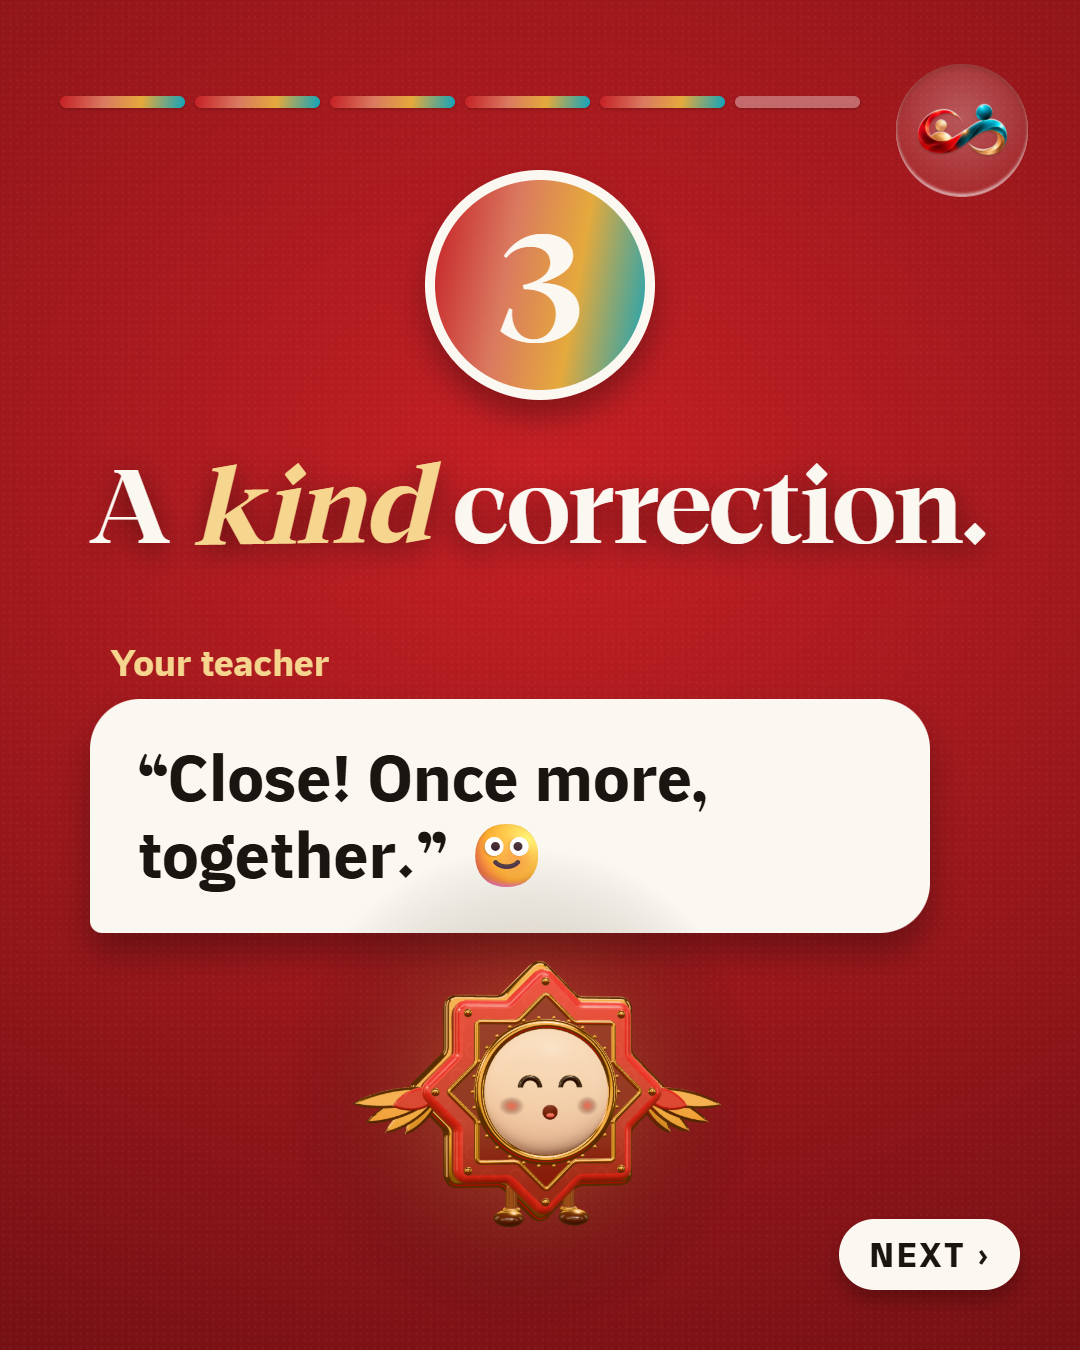 3
A kind correction.
Your teacher
“Close! Once more,
together.” 🙂
NEXT ›